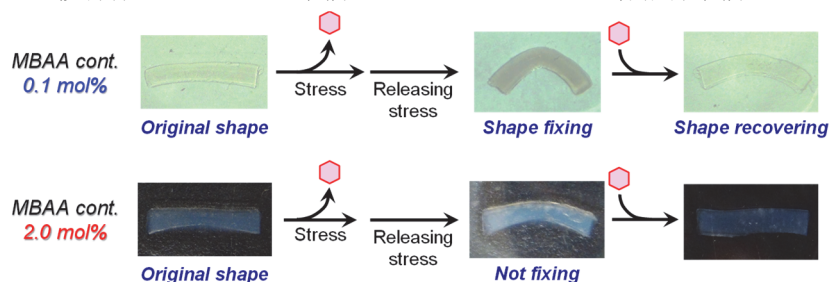 MBAA cont.
0.1 mol%
Stress
Releasing
stress
Original shape
Shape fixing
Shape recovering
MBAA cont.
2.0 mol%
Stress
Releasing
stress
Original shape
Not fixing